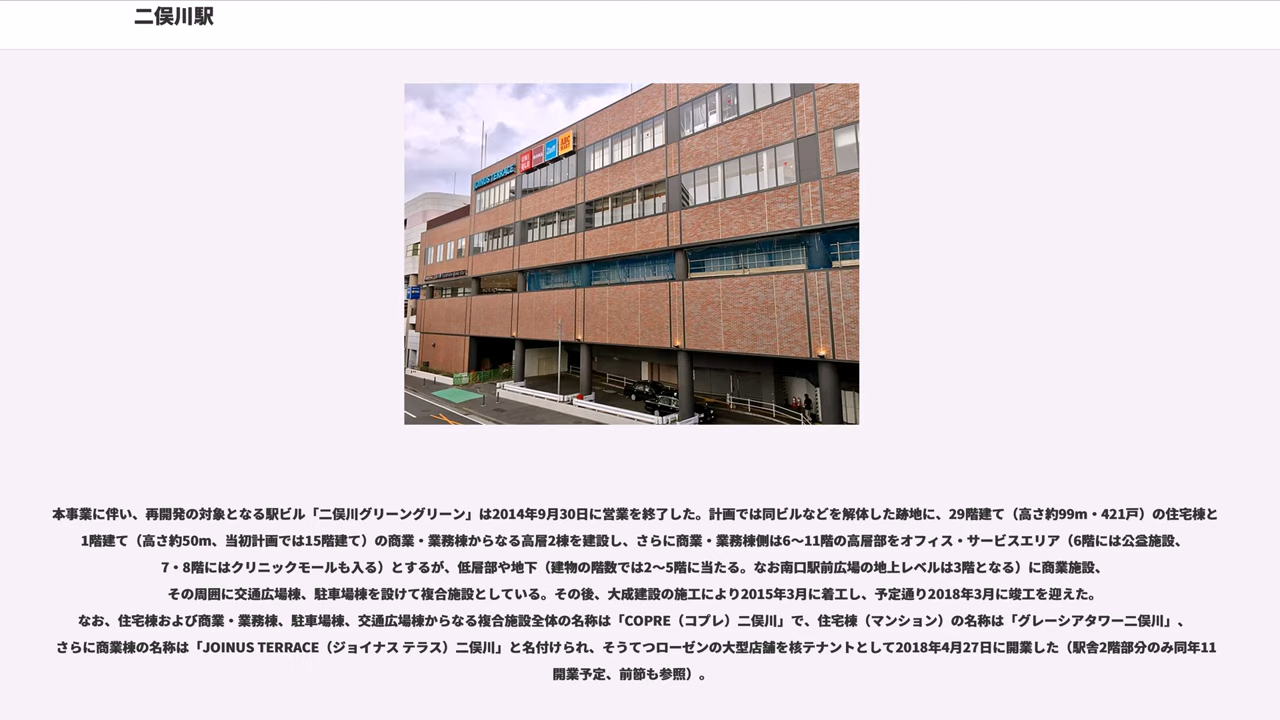 二俣川駅
JOINUS TERRACE
本事業に伴い、再開発の対象となる駅ビル「二俣川グリーングリーン」は2014年9月30日に営業を終了した。計画では同ビルなどを解体した跡地に、29階建て（高さ約99m・421戸）の住宅棟と
1階建て（高さ約50m、当初計画では15階建て）の商業・業務棟からなる高層2棟を建設し、さらに商業・業務棟側は6〜11階の高層部をオフィス・サービスエリア（6階には公益施設、
7・8階にはクリニックモールも入る）とするが、低層部や地下（建物の階数では2〜5階に当たる。なお南口駅前広場の地上レベルは3階となる）に商業施設、
その周囲に交通広場棟、駐車場棟を設けて複合施設としている。その後、大成建設の施工により2015年3月に着工し、予定通り2018年3月に竣工を迎えた。
なお、住宅棟および商業・業務棟、駐車場棟、交通広場棟からなる複合施設全体の名称は「COPRE（コプレ）二俣川」で、住宅棟（マンション）の名称は「グレーシアタワー二俣川」、
さらに商業棟の名称は「JOINUS TERRACE（ジョイナス テラス）二俣川」と名付けられ、そうてつローゼンの大型店舗を核テナントとして2018年4月27日に開業した（駅舎2階部分のみ同年11
開業予定、前節も参照）。